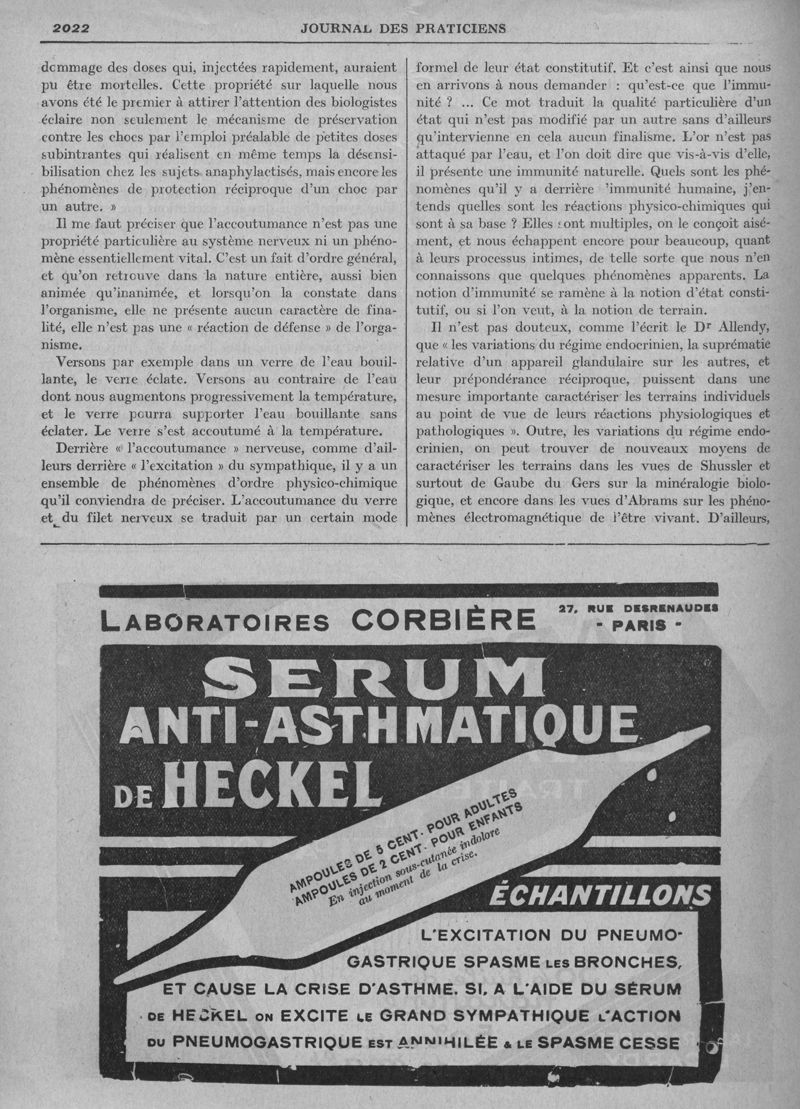 2022
JOURNAL DES PRATICIENS
dommage des doses qui, injectées rapidement, auraient
pu être mortelles. Cette propriété sur laquelle nous
avons été le premier à attirer l'attention des biologistes
éclaire non seulement le mécanisme de préservation
contre les chocs par l'emploi préalable de petites doses
subintrantes qui réalisent en même temps la désensi-
bilisation chez les sujets anaphylactisés, mais encore les
phénomènes de protection réciproque d'un choc par
un autre. »
Il me faut préciser que l'accoutumance n'est pas une
propriété particulière au système nerveux ni un phéno-
mène essentiellement vital. C'est un fait d'ordre général,
et qu'on retrouve dans la nature entière, aussi bien
animée qu'inanimée, et lorsqu'on la constate dans
l'organisme, elle ne présente aucun caractère de fina-
lité, elle n'est pas une « réaction de défense » de l'orga-
nisme.
Versons par exemple dans un verre de l'eau bouil-
lante, le verre éclate. Versons au contraire de l'eau
dont nous augmentons progressivement la température,
et le verre pourra supporter l'eau bouillante sans
éclater. Le verre s'est accoutumé à la température.
Derrière « l'accoutumance » nerveuse, comme d'ail-
leurs derrière « l'excitation » du sympathique, il y a un
ensemble de phénomènes d'ordre physico-chimique
qu'il conviendra de préciser. L'accoutumance du verre
et du filet nerveux se traduit par un certain mode
formel de leur état constitutif. Et c'est ainsi que nous
en arrivons à nous demander : qu'est-ce que l'immu-
nité ? ... Ce mot traduit la qualité particulière d'un
état qui n'est pas modifié par un autre sans d'ailleurs
qu'intervienne en cela aucun finalisme. L'or n'est pas
attaqué par l'eau, et l'on doit dire que vis-à-vis d'elle,
il présente une immunité naturelle. Quels sont les phé-
nomènes qu'il y a derrière 'immunité humaine, j'en-
tends quelles sont les réactions physico-chimiques qui
sont à sa base ? Elles sont multiples, on le conçoit aisé-
ment, et nous échappent encore pour beaucoup, quant
à leurs processus intimes, de telle sorte que nous n'en
connaissons que quelques phénomènes apparents. La
notion d'immunité se ramène à la notion d'état consti-
tutif, ou si l'on veut, à la notion de terrain.
Il n'est pas douteux, comme l'écrit le Dr Allendy,
que « les variations du régime endocrinien, la suprématie
relative d'un appareil glandulaire sur les autres, et
leur prépondérance réciproque, puissent dans une
mesure importante caractériser les terrains individuels
au point de vue de leurs réactions physiologiques et
pathologiques ». Outre, les variations du régime endo-
crinien, on peut trouver de nouveaux moyens de
caractériser les terrains dans les vues de Shussler et
surtout de Gaube du Gers sur la minéralogie biolo-
gique, et encore dans les vues d'Abrams sur les phéno-
mènes électromagnétique de l'être vivant. D'ailleurs,
LABORATOIRES CORBIÈRE
27, RUE DESRENAUDES
- PARIS -
SERUM
ANTI-ASTHMATIQUE
DE HECKEL
AMPOULES DE 5 CENT. POUR ADULTES
AMPOULES DE 2 CENT. POUR ENFANTS
En injection sous-cutanée indolore
au moment de la crise.
ÉCHANTILLONS
L'EXCITATION DU PNEUMO-
GASTRIQUE SPASME LES BRONCHES,
ET CAUSE LA CRISE D'ASTHME. SI, A L'AIDE DU SÉRUM
DE HECKEL ON EXCITE LE GRAND SYMPATHIQUE L'ACTION
DU PNEUMOGASTRIQUE EST ANNIHILÉE & LE SPASME CESSE